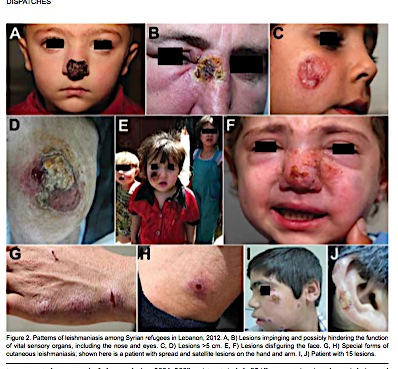 DISPATCHES
A
B
C
D
E
F
G
H
I
J
Figure 2. Patterns of leishmaniasis among Syrian refugees in Lebanon, 2012. A, B) Lesions impinging and possibly hindering the function
of vital sensory organs, including the nose and eyes. C, D) Lesions >5 cm. E, F) Lesions disfiguring the face. G, H) Special forms of
cutaneous leishmaniasis; shown here is a patient with spread and satellite lesions on the hand and arm. I, J) Patient with 15 lesions.